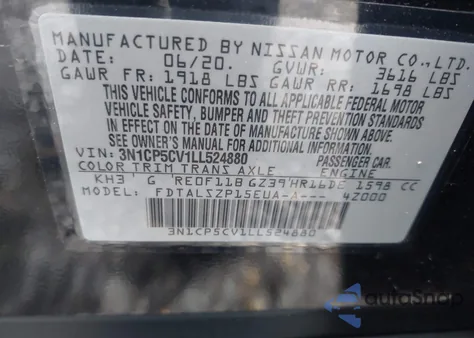 MANUFACTURED BY NISSAN MOTOR CO., LTD.
DATE: 06/20. GVWR: 3616 LBS
GAWR FR: 1918 LBS GAWR RR: 1698 LBS
THIS VEHICLE CONFORMS TO ALL APPLICABLE
FEDERAL MOTOR VEHICLE SAFETY, BUMPER AND THEFT PREVENTION
STANDARDS IN EFFECT ON THE DATE OF MANUFACTURE SHOWN ABOVE.
SEE OWNER'S MANUAL FOR ADDITIONAL INFORMATION
VIN: 3N1CP5CV1LL524880 PASSENGER CAR
COLOR TRIM TRANS AXLE ENGINE
KH3 G REOF11B GZ39 HR16DE 1598 CC
MODEL: FDTALSZP15EUA-A--- 4Z000
3N1CP5CV1LL524880
autoSnap